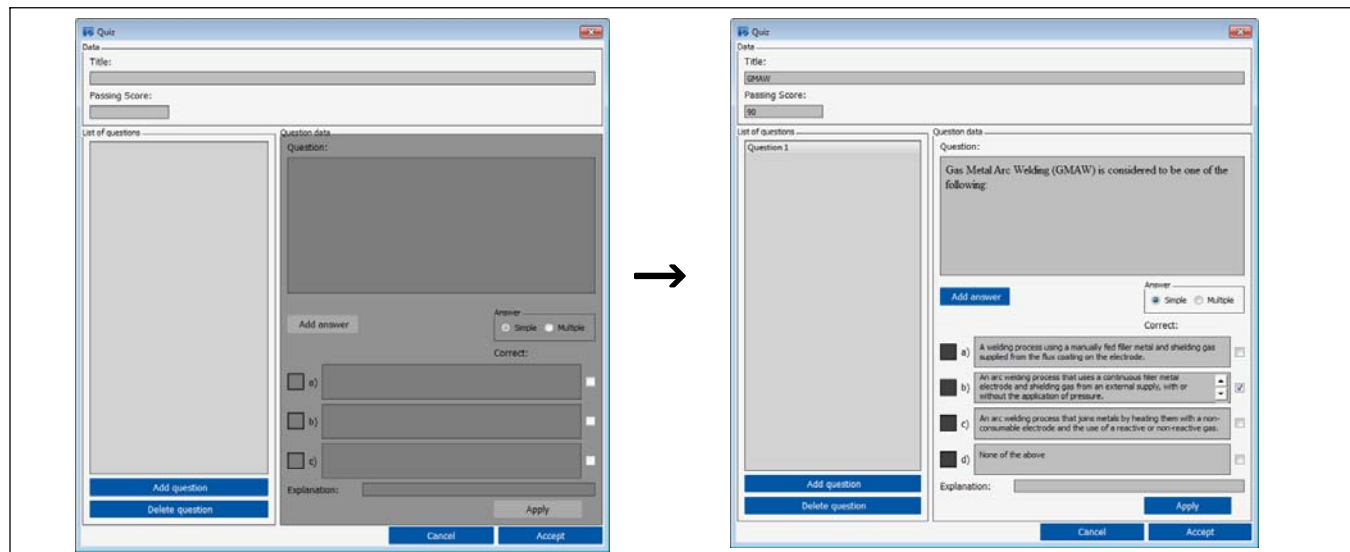 Quiz
Data
Title:
Passing Score:
List of questions
Question data
Question:
Add answer
Answer
Simple
Multiple
Correct:
a)
b)
c)
Add question
Delete question
Explanation:
Apply
Cancel
Accept
→
Quiz
Data
Title:
GMAW
Passing Score:
90
List of questions
Question 1
Question data
Question:
Gas Metal Arc Welding (GMAW) is considered to be one of the
following:
Add answer
Answer
Simple
Multiple
Correct:
a)
A welding process using a manually fed filler metal and shielding gas
supplied from the flux coating on the electrode.
b)
An arc welding process that uses a continuous filler metal
electrode and shielding gas from an external supply, with or
without the application of pressure.
c)
An arc welding process that joins metals by heating them with a non-
consumable electrode and the use of a reactive or non-reactive gas.
d)
None of the above
Add question
Delete question
Explanation:
Apply
Cancel
Accept